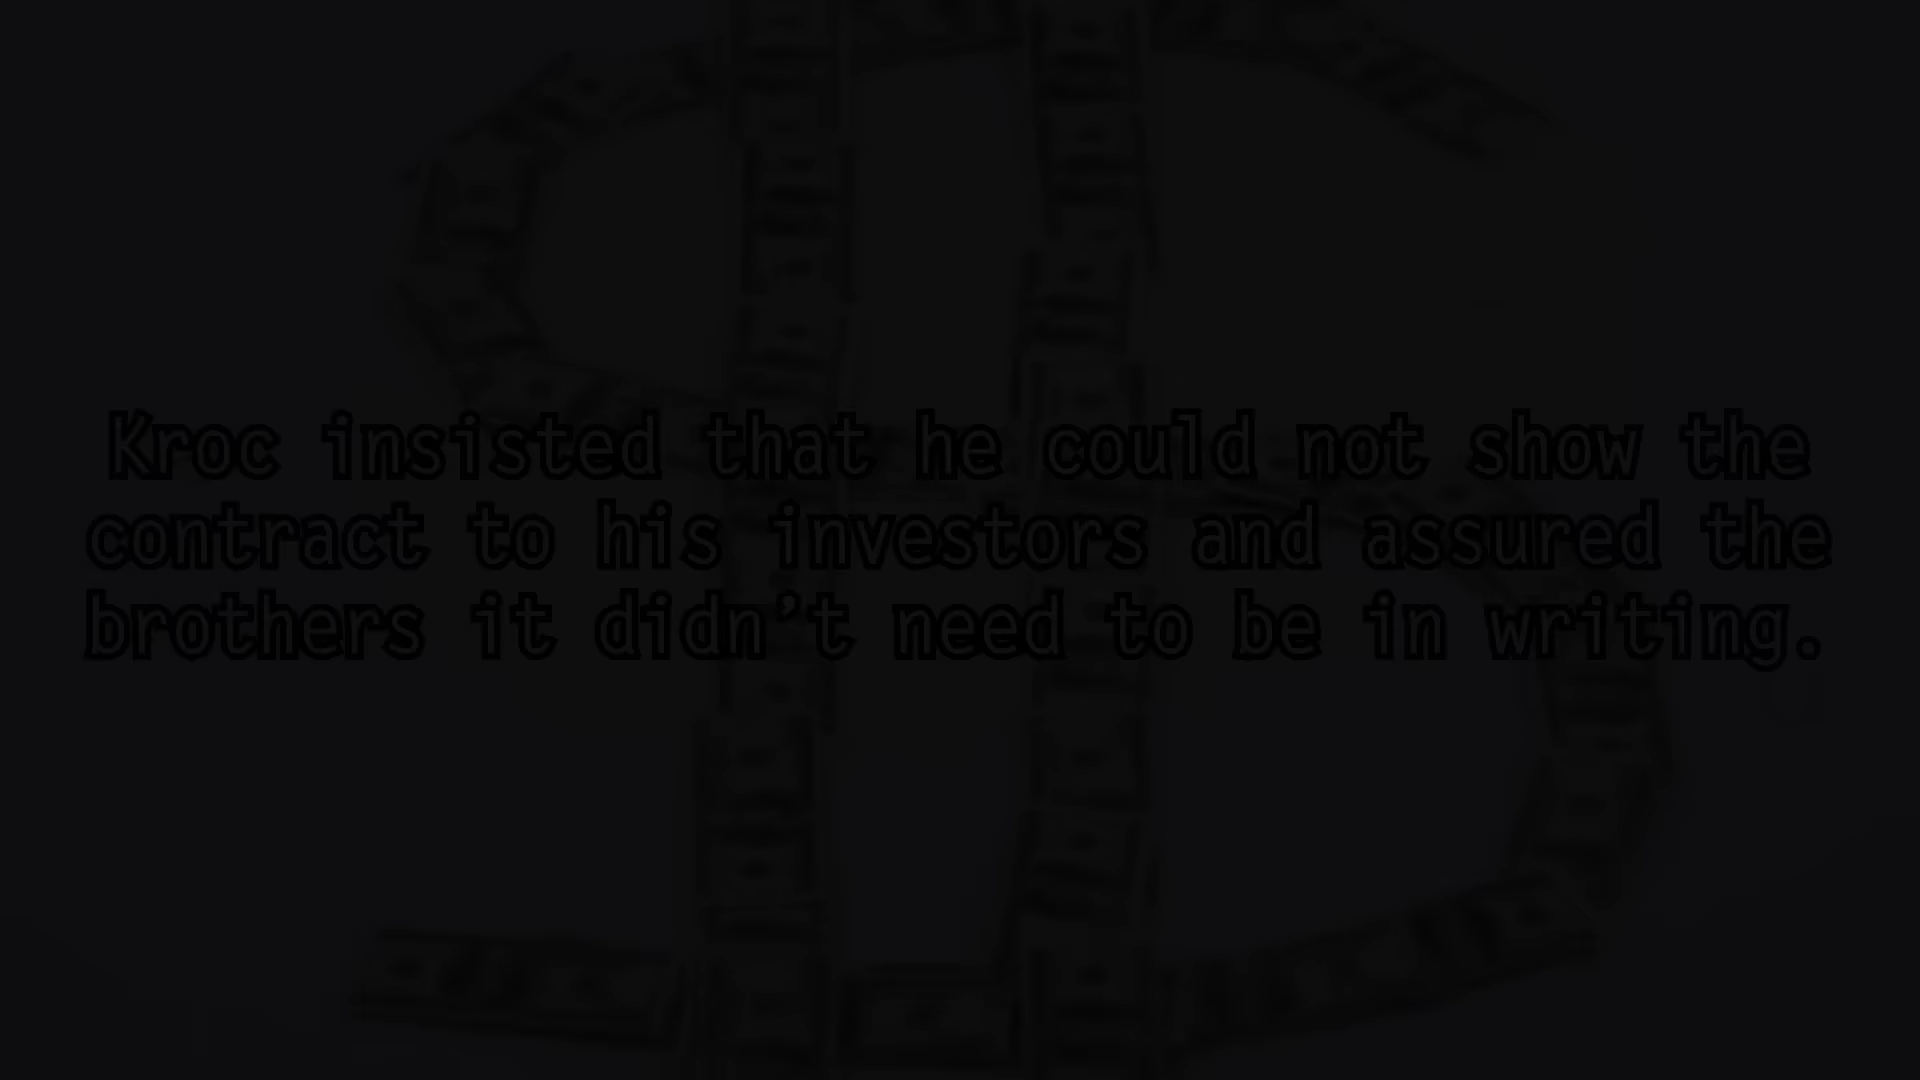 Kroc insisted that he could not show the
contract to his investors and assured the
brothers it didn’t need to be in writing.